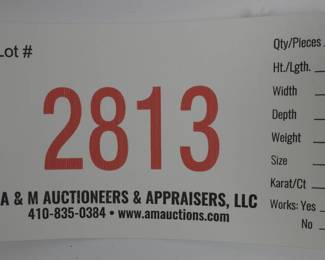 Lot #
2813
A & M AUCTIONEERS & APPRAISERS, LLC
410-835-0384 • www.amauctions.com
Qty/Pieces
Ht./Lgth.
Width
Depth
Weight
Size
Karat/Ct
Works: Yes
No